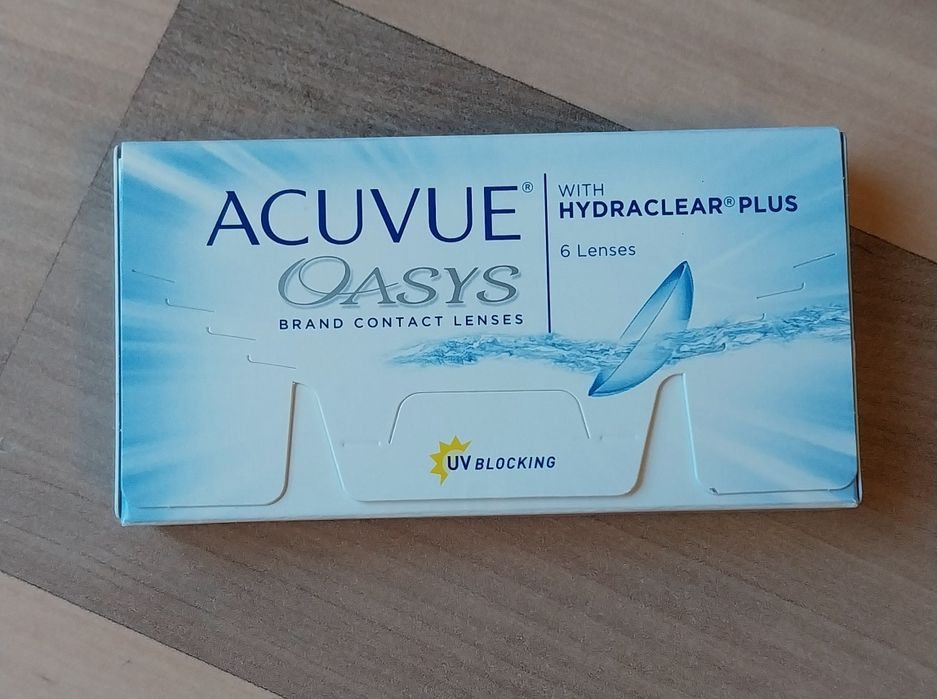 ACUVUE®
OASYS
BRAND CONTACT LENSES
WITH
HYDRACLEAR® PLUS
6 Lenses
UV BLOCKING